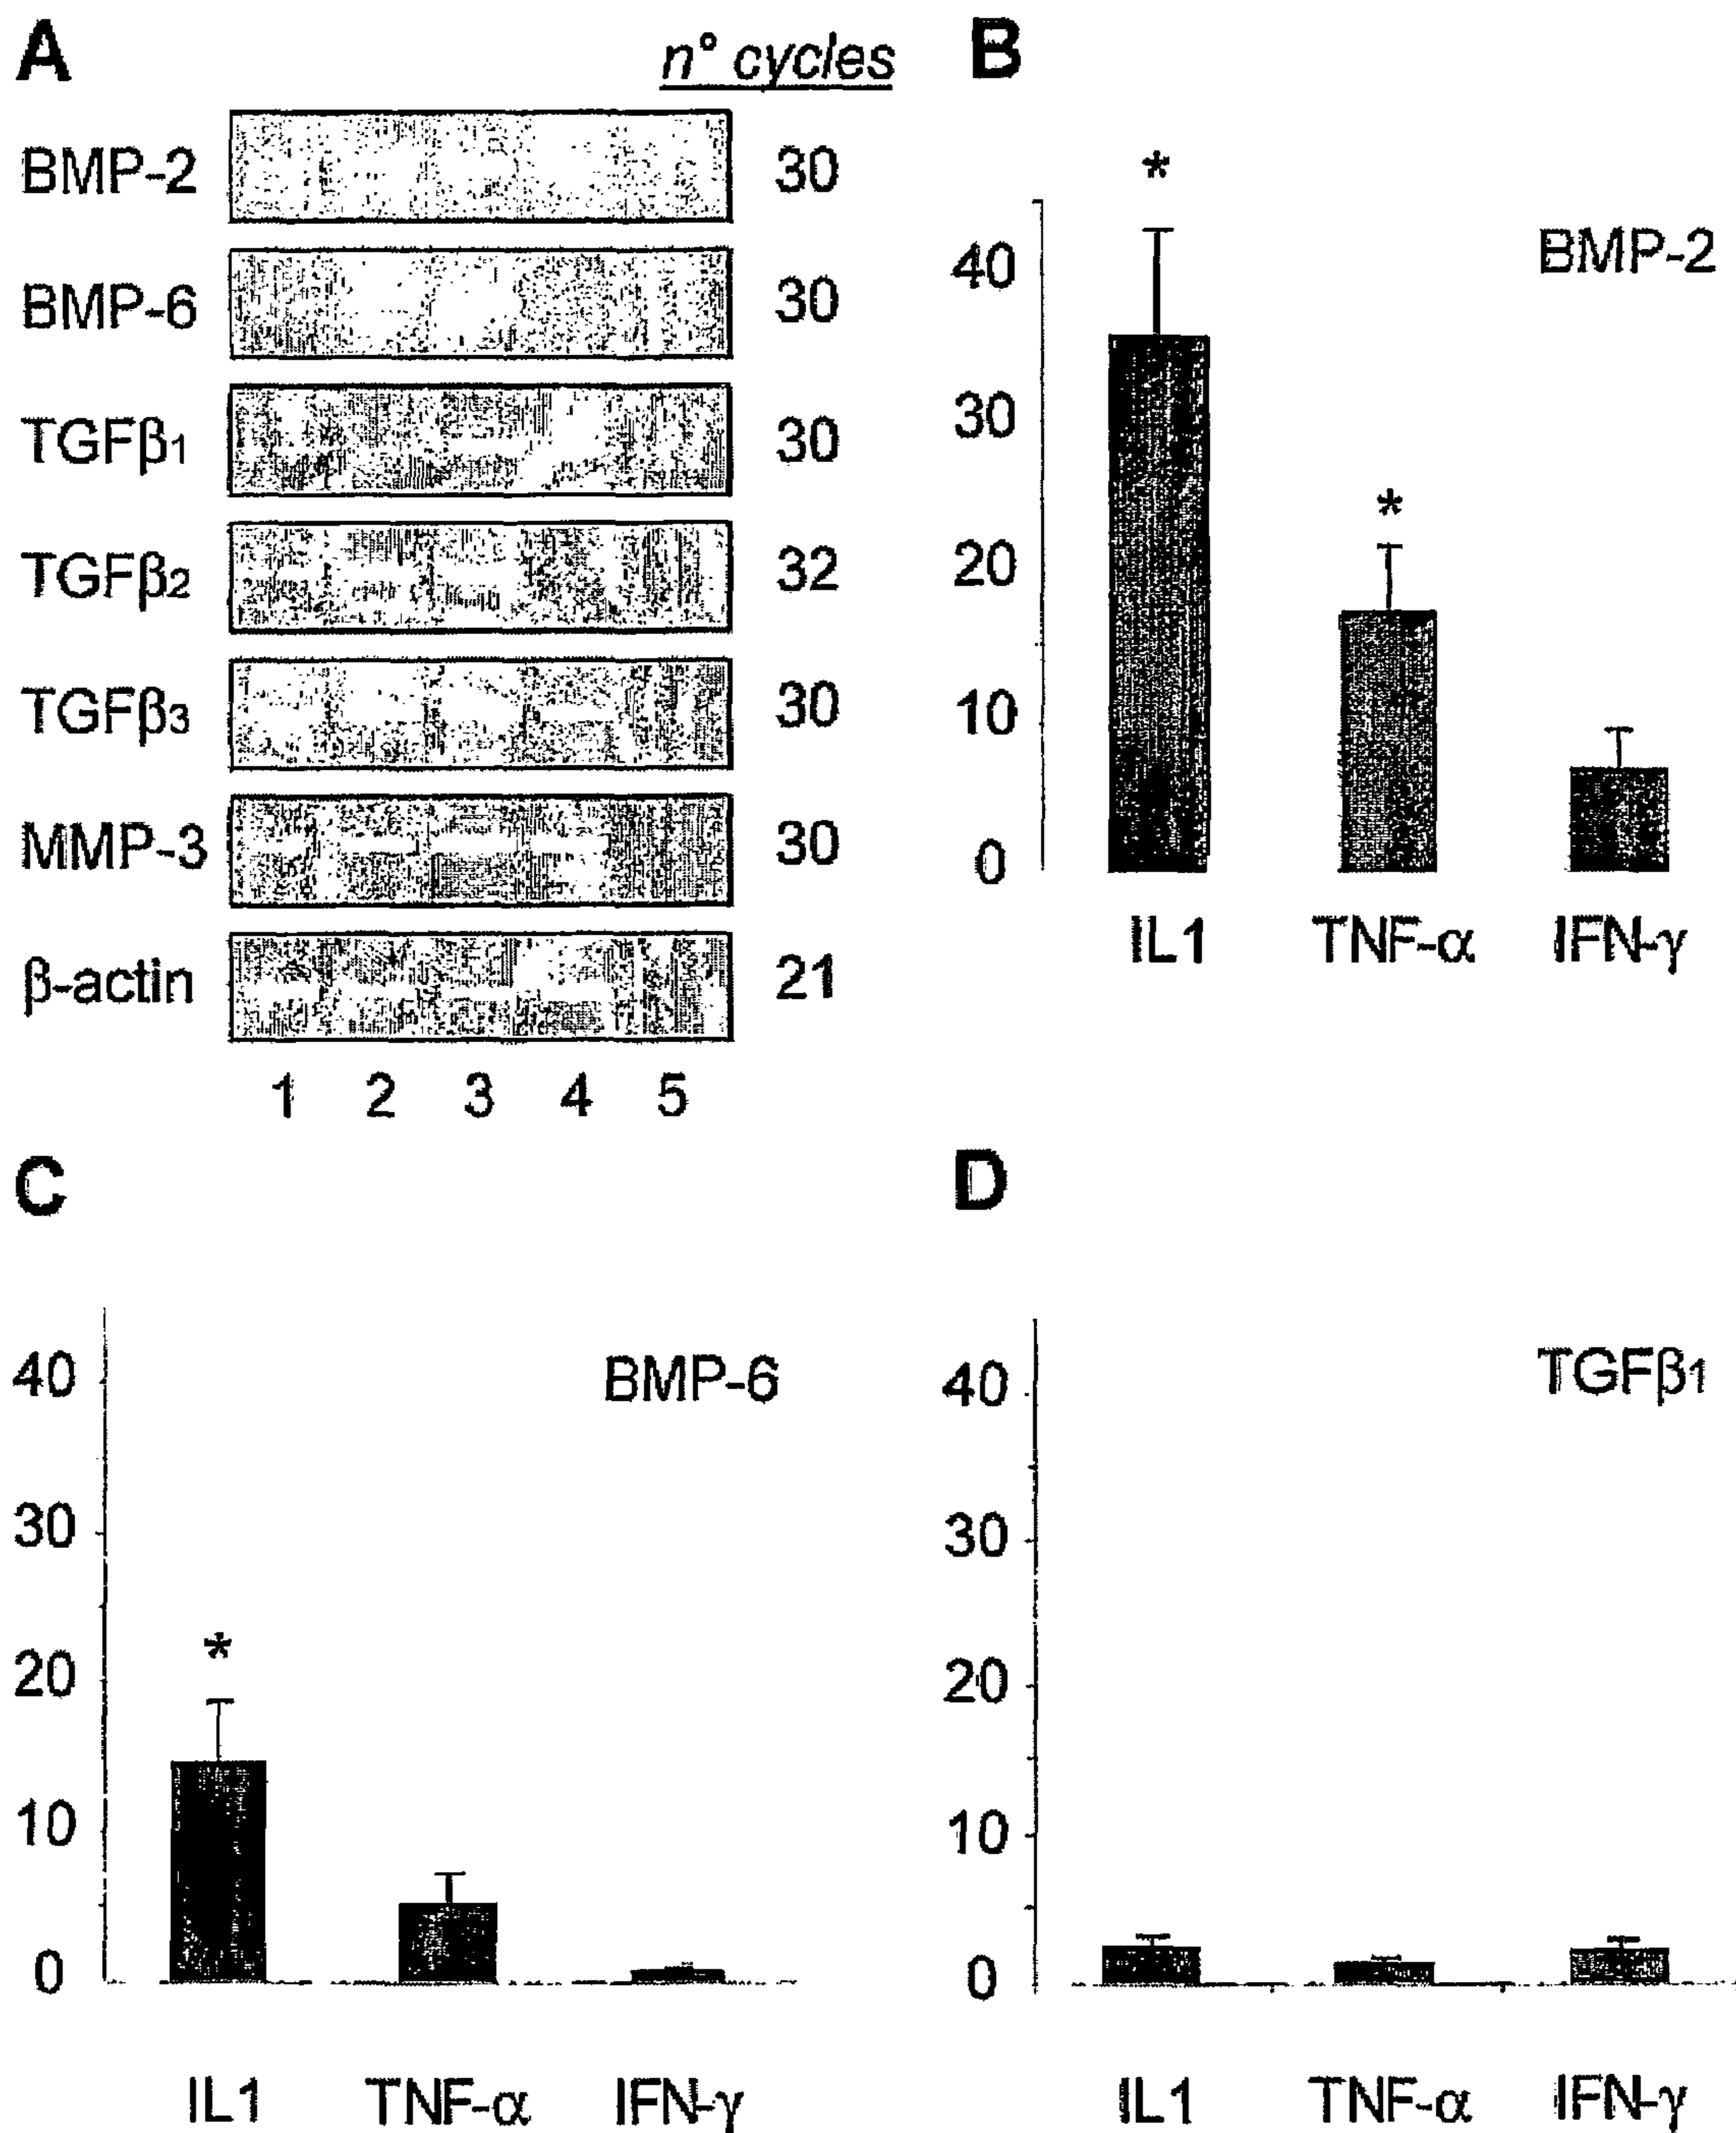 A
n° cycles
BMP-2 30
BMP-6 30
TGFβ1 30
TGFβ2 32
TGFβ3 30
MMP-3 30
β-actin 21
1 2 3 4 5
B
BMP-2
*
*
40
30
20
10
0
IL1 TNF-α IFN-γ
C
BMP-6
*
40
30
20
10
0
IL1 TNF-α IFN-γ
D
TGFβ1
40
30
20
10
0
IL1 TNF-α IFN-γ